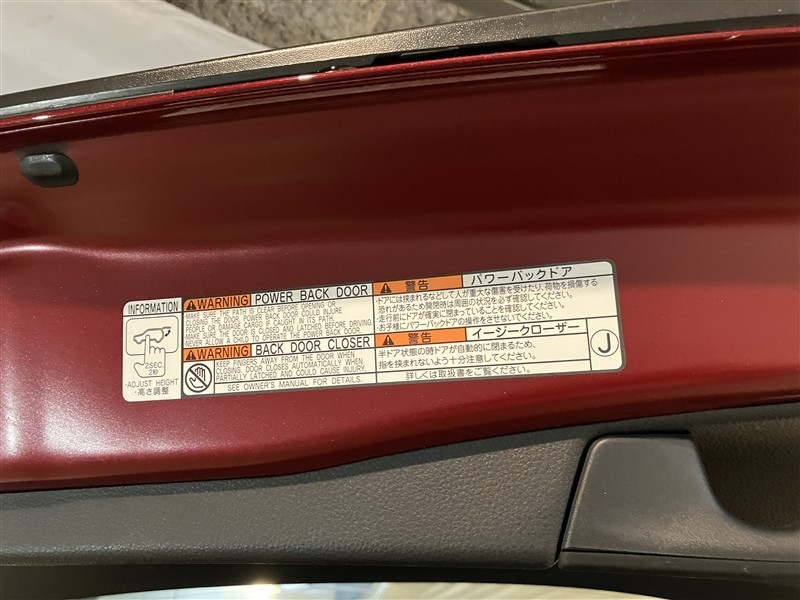 INFORMATION
2SEC.
2秒
・ADJUST HEIGHT
・高さ調整
WARNING POWER BACK DOOR
MAKE SURE THE PATH IS CLEAR BEFORE OPENING OR
CLOSING THE DOOR. POWER BACK DOOR COULD INJURE
PEOPLE OR DAMAGE CARGO IF CAUGHT IN ITS PATH.
MAKE SURE THE DOOR IS CLOSED AND LATCHED BEFORE DRIVING.
NEVER ALLOW A CHILD TO OPERATE THE POWER BACK DOOR.
WARNING BACK DOOR CLOSER
KEEP FINGERS AWAY FROM THE DOOR WHEN
CLOSING. DOOR CLOSES AUTOMATICALLY WHEN
PARTIALLY LATCHED AND COULD CAUSE INJURY.
SEE OWNER'S MANUAL FOR DETAILS.
警告 パワーバックドア
・ドアには挟まれるなどして人が重大な傷害を受けたり、荷物を損傷する
恐れがあるため開閉時は周囲の状況を必ず確認してください。
・走行前にドアが確実に閉まっていることを確認してください。
・お子様にパワーバックドアの操作をさせないでください。
警告 イージークローザー
半ドア状態の時ドアが自動的に閉まるため、
指を挟まれないよう十分注意してください。
詳しくは取扱書をご覧ください。
J